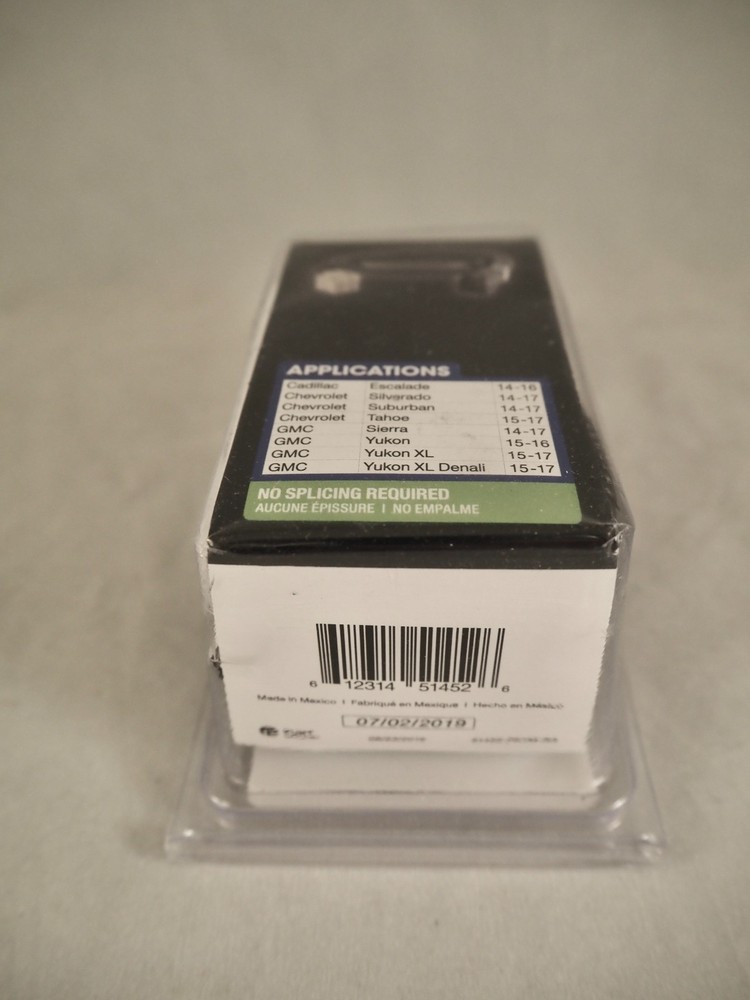 APPLICATIONS
Cadillac Escalade 14-16
Chevrolet Silverado 14-17
Chevrolet Suburban 14-17
Chevrolet Tahoe 15-17
GMC Sierra 14-17
GMC Yukon 15-16
GMC Yukon XL 15-17
GMC Yukon XL Denali 15-17
NO SPLICING REQUIRED
AUCUNE ÉPISSURE | NO EMPALME
6 12314 51452 6
Made in Mexico | Fabriqué en Mexique | Hecho en México
07/02/2019